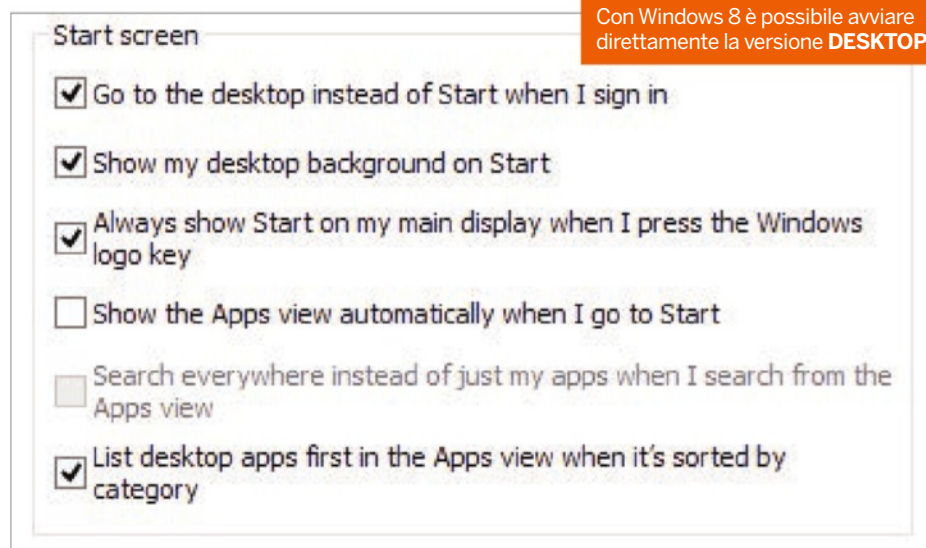 Con Windows 8 è possibile avviare
direttamente la versione DESKTOP
Start screen
Go to the desktop instead of Start when I sign in
Show my desktop background on Start
Always show Start on my main display when I press the Windows
logo key
Show the Apps view automatically when I go to Start
Search everywhere instead of just my apps when I search from the
Apps view
List desktop apps first in the Apps view when it's sorted by
category